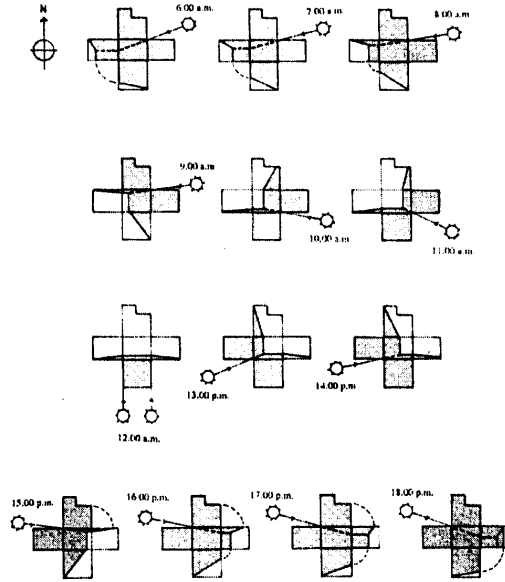 N
6.00 a.m.
7.00 a.m.
8.00 a.m
9.00 a.m
10.00 a.m
11.00 a.m
12.00 a.m.
13.00 p.m.
14.00 p.m
15.00 p.m.
16.00 p.m.
17.00 p.m.
18.00 p.m.